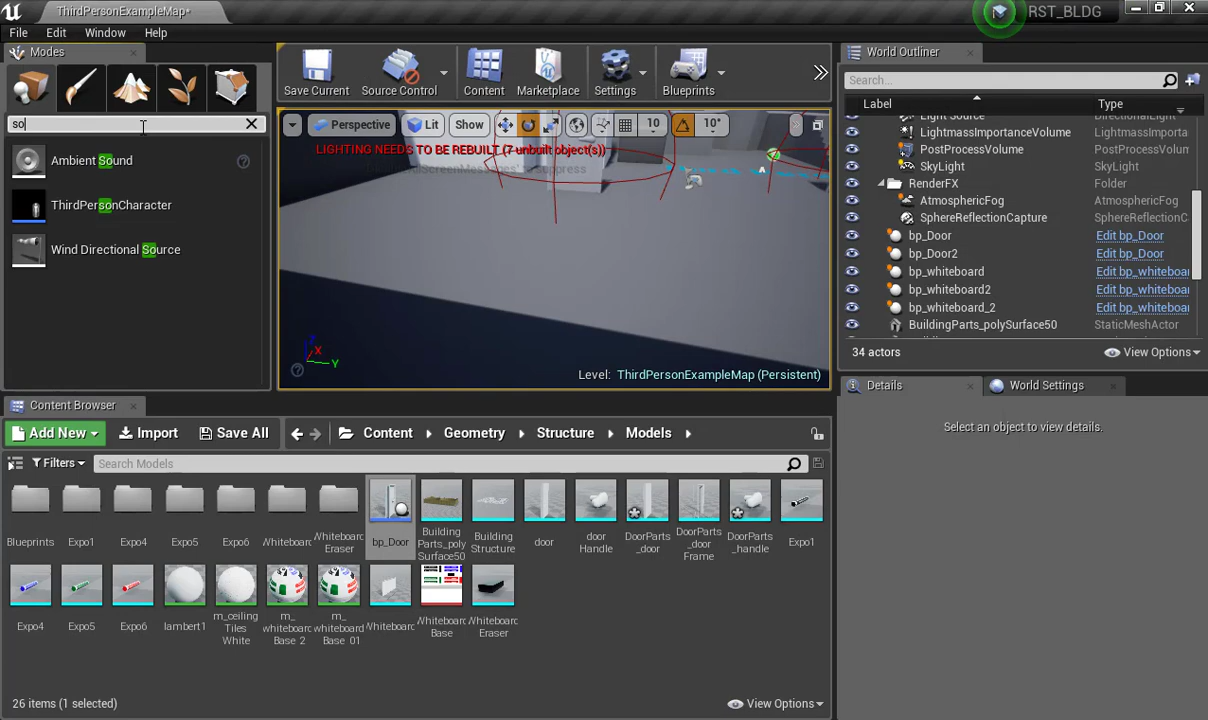 ThirdPersonExampleMap*
RST_BLDG
File Edit Window Help
Modes
so
Ambient Sound
ThirdPersonCharacter
Wind Directional Source
Save Current
Source Control
Content
Marketplace
Settings
Blueprints
Perspective
Lit
Show
10
10°
LIGHTING NEEDS TO BE REBUILT (7 unbuilt object(s))
X
Y
Level: ThirdPersonExampleMap (Persistent)
World Outliner
Search...
Label Type
Light Source DirectionalLight
LightmassImportanceVolume LightmassImportanceVolume
PostProcessVolume PostProcessVolume
SkyLight SkyLight
RenderFX Folder
AtmosphericFog AtmosphericFog
SphereReflectionCapture SphereReflectionC
bp_Door Edit bp_Door
bp_Door2 Edit bp_Door
bp_whiteboard Edit bp_whiteboar
bp_whiteboard2 Edit bp_whiteboar
bp_whiteboard_2 Edit bp_whiteboar
BuildingParts_polySurface50 StaticMeshActor
34 actors
View Options
Details
World Settings
Select an object to view details.
Content Browser
Add New
Import
Save All
Content
Geometry
Structure
Models
Filters
Search Models
Blueprints
Expo1
Expo4
Expo5
Expo6
Whiteboard
Whiteboard
Eraser
bp_Door
Building
Parts_poly
Surface50
Building
Structure
door
door
Handle
DoorParts
_door
DoorParts
_door
Frame
DoorParts
_handle
Expo1
Expo4
Expo5
Expo6
lambert1
m_ceiling
Tiles
White
m_
whiteboard
Base_2
m_
whiteboard
Base_01
Whiteboard
Whiteboard
Base
Whiteboard
Eraser
26 items (1 selected)
View Options